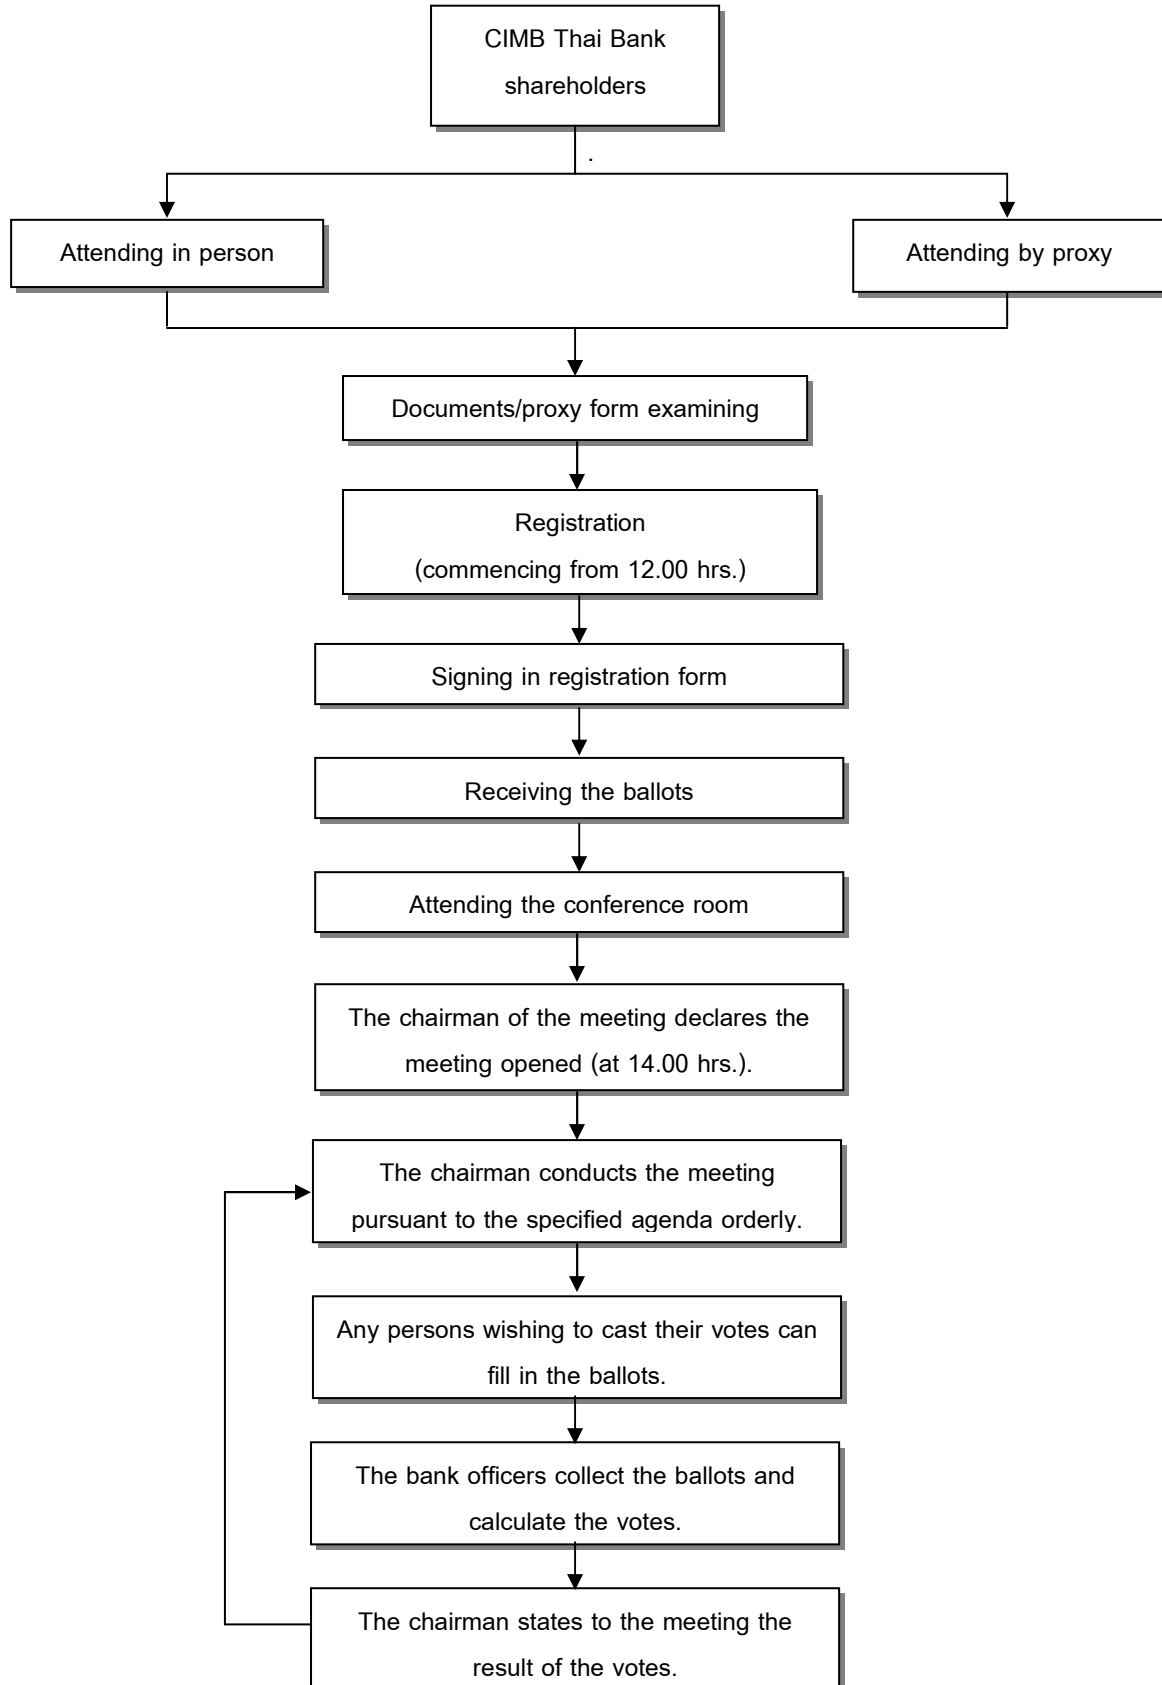 CIMB Thai Bank
shareholders
.
Attending in person
Attending by proxy
Documents/proxy form examining
Registration
(commencing from 12.00 hrs.)
Signing in registration form
Receiving the ballots
Attending the conference room
The chairman of the meeting declares the
meeting opened (at 14.00 hrs.).
The chairman conducts the meeting
pursuant to the specified agenda orderly.
Any persons wishing to cast their votes can
fill in the ballots.
The bank officers collect the ballots and
calculate the votes.
The chairman states to the meeting the
result of the votes.